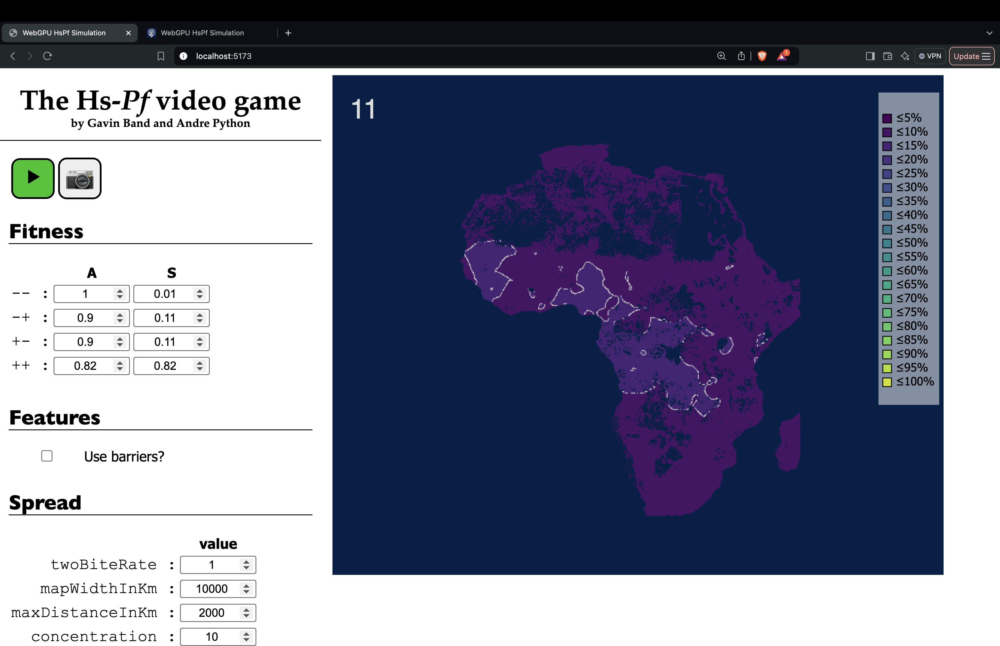 WebGPU HsPf Simulation
WebGPU HsPf Simulation
localhost:5173
1
VPN
Update
The Hs-Pf video game
by Gavin Band and Andre Python
Fitness
A S
-- : 1 0.01
-+ : 0.9 0.11
+- : 0.9 0.11
++ : 0.82 0.82
Features
Use barriers?
Spread
value
twoBiteRate : 1
mapWidthInKm : 10000
maxDistanceInKm : 2000
concentration : 10
11
≤5%
≤10%
≤15%
≤20%
≤25%
≤30%
≤35%
≤40%
≤45%
≤50%
≤55%
≤60%
≤65%
≤70%
≤75%
≤80%
≤85%
≤90%
≤95%
≤100%